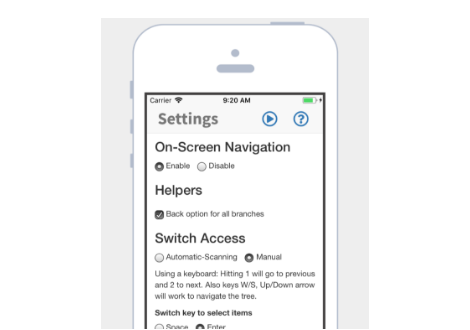 Carrier 9:20 AM
Settings ?
On-Screen Navigation
Enable Disable
Helpers
Back option for all branches
Switch Access
Automatic-Scanning Manual
Using a keyboard: Hitting 1 will go to previous
and 2 to next. Also keys W/S, Up/Down arrow
will work to navigate the tree.
Switch key to select items
Space Enter